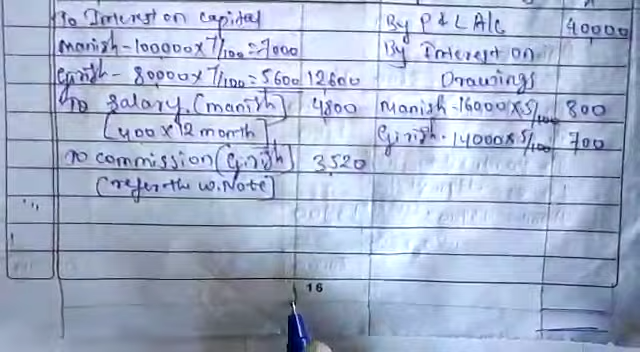 To Interest on capital
Manish - 100000 x 7/100 = 7000
Girish - 80000 x 7/100 = 5600 12600
To salary (manish) 4800
[400 x 12 month]
To commission (Girish) 3520
[refer the W. Note]
By P & L A/c 40000
By Interest on
Drawings
Manish - 16000 x 5/100 800
Girish - 14000 x 5/100 700
16